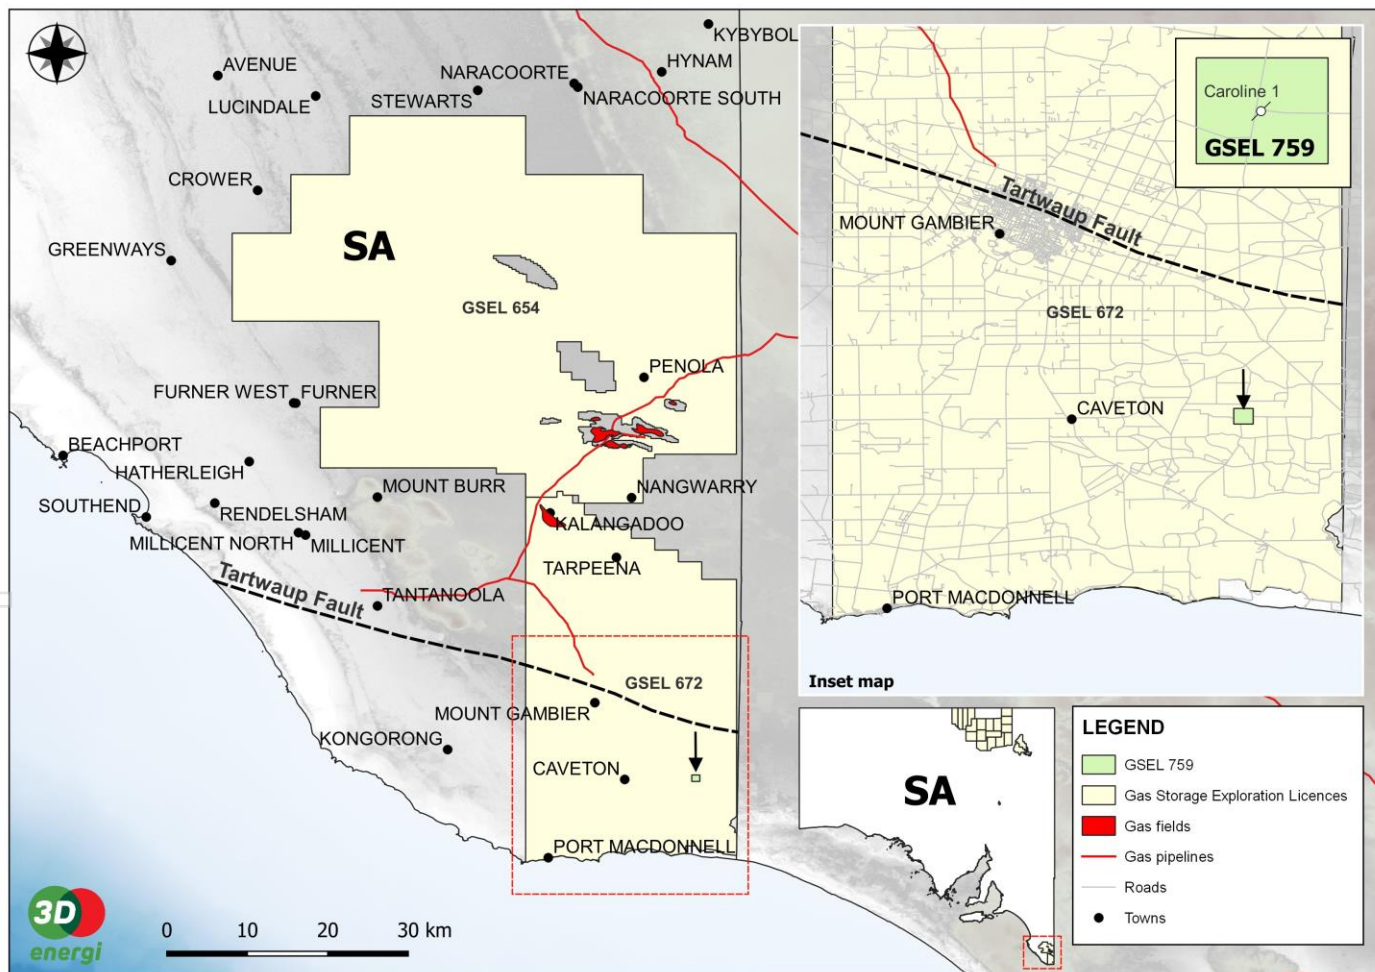 KYBYBOL
HYNAM
AVENUE
NARACOORTE
STEWARTS
NARACOORTE SOUTH
LUCINDALE
CROWER
SA
GREENWAYS
GSEL 654
PENOLA
FURNER WEST
FURNER
BEACHPORT
HATHERLEIGH
MOUNT BURR
NANGWARRY
SOUTHEND
RENDELSHAM
KALANGADOO
MILLICENT NORTH
MILLICENT
TARPEENA
Tartwaup Fault
TANTANOOLA
GSEL 672
MOUNT GAMBIER
KONGORONG
CAVETON
PORT MACDONNELL
3D
energi
0 10 20 30 km
Caroline 1
GSEL 759
Tartwaup Fault
MOUNT GAMBIER
GSEL 672
CAVETON
PORT MACDONNELL
Inset map
SA
LEGEND
GSEL 759
Gas Storage Exploration Licences
Gas fields
Gas pipelines
Roads
Towns